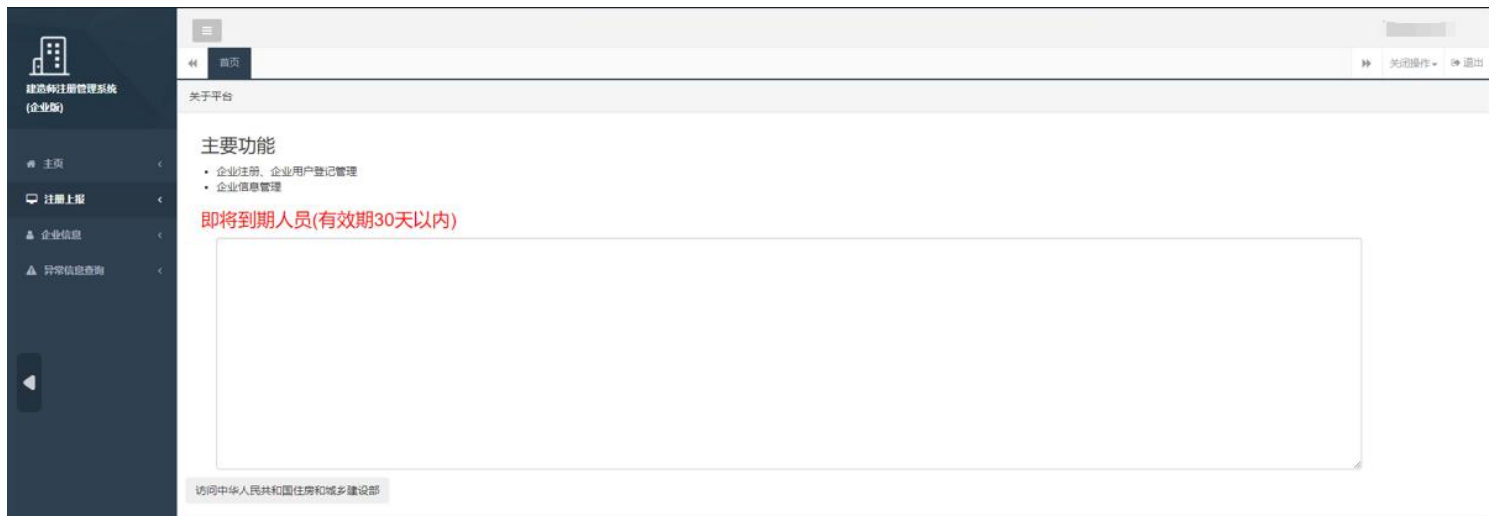 建造师注册管理系统
(企业版)
主页
注册上报
企业信息
异常信息查询
首页
关闭操作
退出
关于平台
主要功能
企业注册、企业用户登记管理
企业信息管理
即将到期人员(有效期30天以内)
访问中华人民共和国住房和城乡建设部